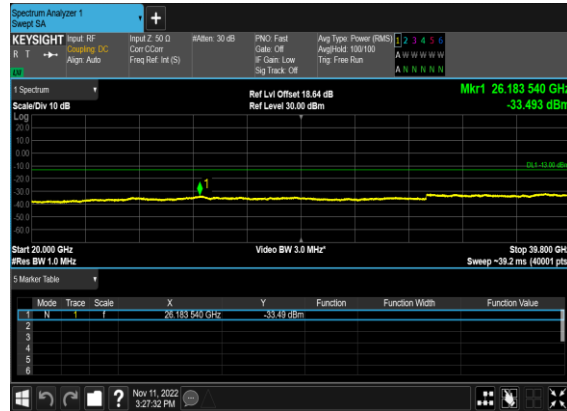 Spectrum Analyzer 1
Swept SA
+
KEYSIGHT Input: RF Input Z: 50 Ω #Atten: 30 dB PNO: Fast Avg Type: Power (RMS) 1 2 3 4 5 6
R T Coupling: DC Corr CCorr Gate: Off Avg|Hold: 100/100 A W W W W W
Align: Auto Freq Ref: Int (S) IF Gain: Low Trig: Free Run
LW Sig Track: Off A N N N N N
1 Spectrum Ref Lvl Offset 18.64 dB Mkr1 26.183 540 GHz
Scale/Div 10 dB Ref Level 30.00 dBm -33.493 dBm
Log
20.0
10.0
0.00
-10.0
DL1 -13.00 dBm
-20.0
-30.0
1
-40.0
-50.0
-60.0
Start 20.000 GHz Video BW 3.0 MHz* Stop 39.800 GHz
#Res BW 1.0 MHz Sweep ~39.2 ms (40001 pts)
5 Marker Table
Mode Trace Scale X Y Function Function Width Function Value
1 N 1 f 26.183 540 GHz -33.49 dBm
2
3
4
5
6
? Nov 11, 2022
3:27:32 PM